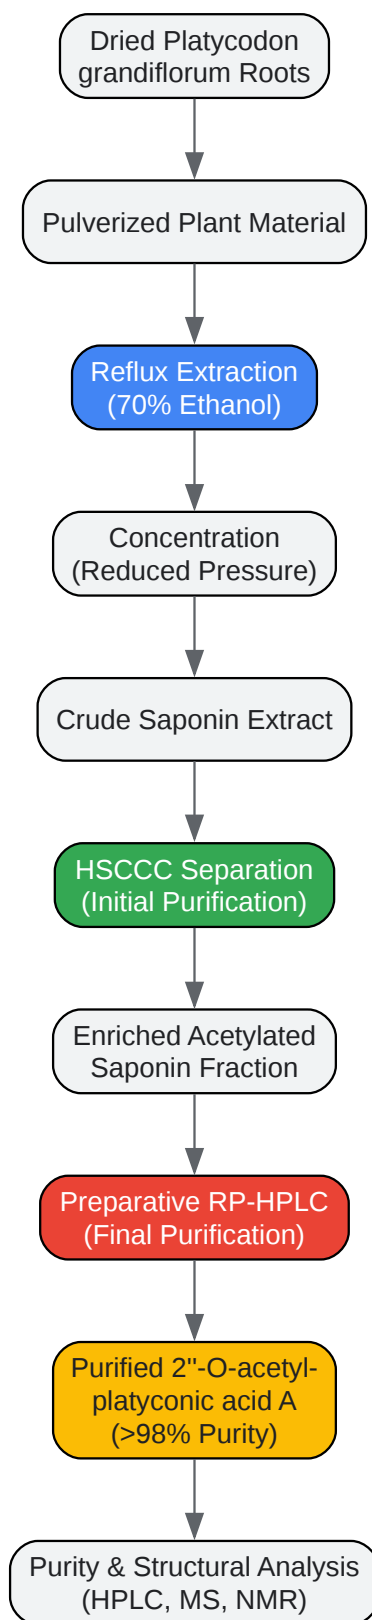 Dried Platycodon
grandiflorum Roots
Pulverized Plant Material
Reflux Extraction
(70% Ethanol)
Concentration
(Reduced Pressure)
Crude Saponin Extract
HSCCC Separation
(Initial Purification)
Enriched Acetylated
Saponin Fraction
Preparative RP-HPLC
(Final Purification)
Purified 2"-O-acetyl-
platyconic acid A
(>98% Purity)
Purity & Structural Analysis
(HPLC, MS, NMR)